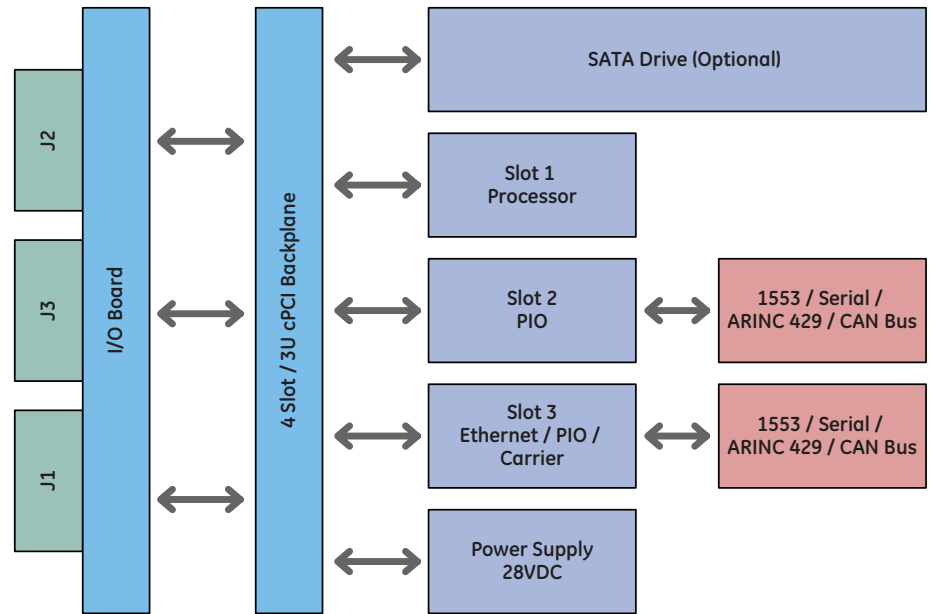 J2
J3
J1
I/O Board
4 Slot / 3U cPCI Backplane
SATA Drive (Optional)
Slot 1
Processor
Slot 2
PIO
1553 / Serial /
ARINC 429 / CAN Bus
Slot 3
Ethernet / PIO /
Carrier
1553 / Serial /
ARINC 429 / CAN Bus
Power Supply
28VDC